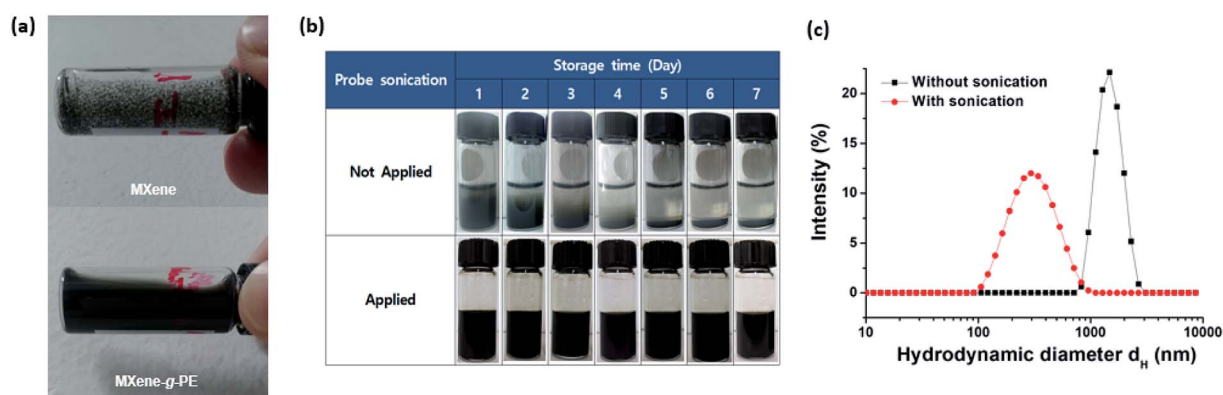 (a)
MXene
MXene-g-PE
(b)
Probe sonication
Storage time (Day)
1 2 3 4 5 6 7
Not Applied
Applied
(c)
Without sonication
With sonication
Intensity (%)
20
15
10
5
0
10 100 1000 10000
Hydrodynamic diameter dH (nm)